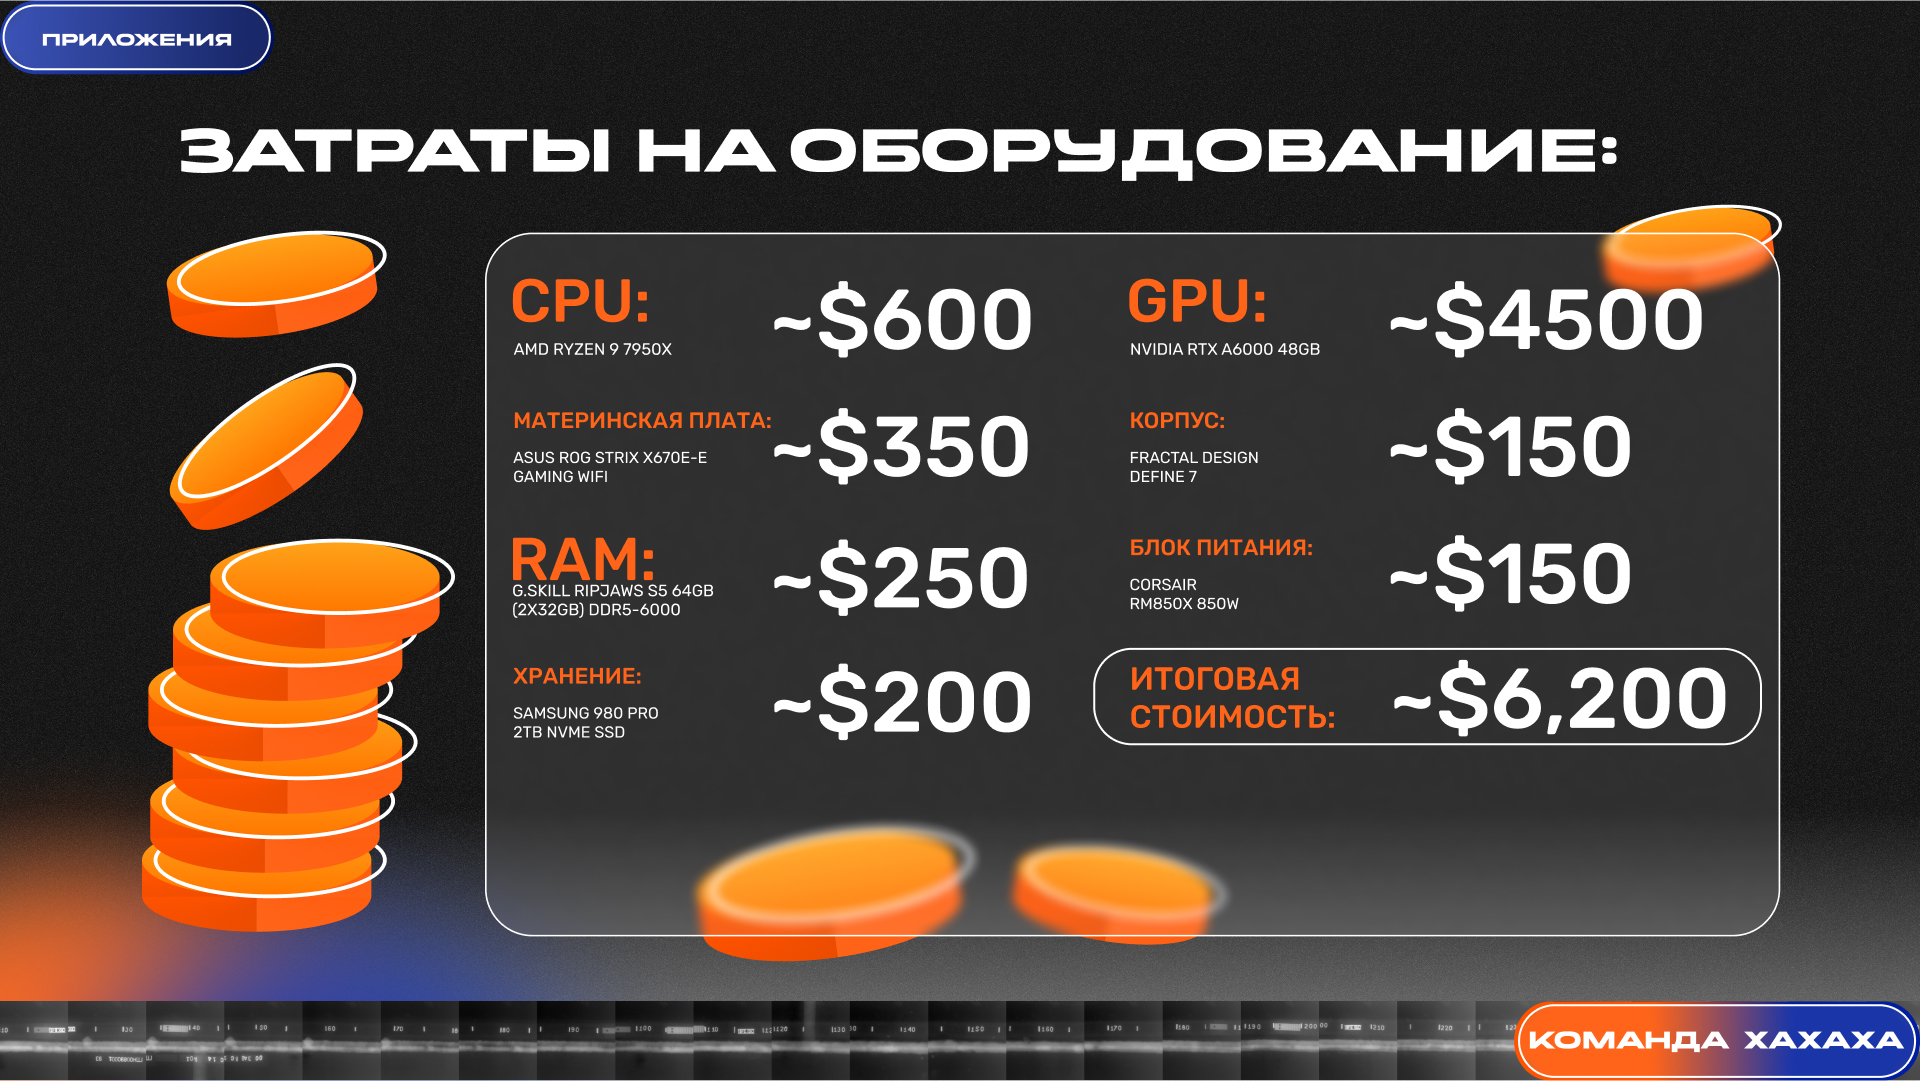 ПРИЛОЖЕНИЯ
ЗАТРАТЫ НА ОБОРУДОВАНИЕ:
CPU:
AMD RYZEN 9 7950X
~$600
GPU:
NVIDIA RTX A6000 48GB
~$4500
МАТЕРИНСКАЯ ПЛАТА:
ASUS ROG STRIX X670E-E
GAMING WIFI
~$350
КОРПУС:
FRACTAL DESIGN
DEFINE 7
~$150
RAM:
G.SKILL RIPJAWS S5 64GB
(2X32GB) DDR5-6000
~$250
БЛОК ПИТАНИЯ:
CORSAIR
RM850X 850W
~$150
ХРАНЕНИЕ:
SAMSUNG 980 PRO
2TB NVME SSD
~$200
ИТОГОВАЯ
СТОИМОСТЬ:
~$6,200
КОМАНДА ХАХАХА